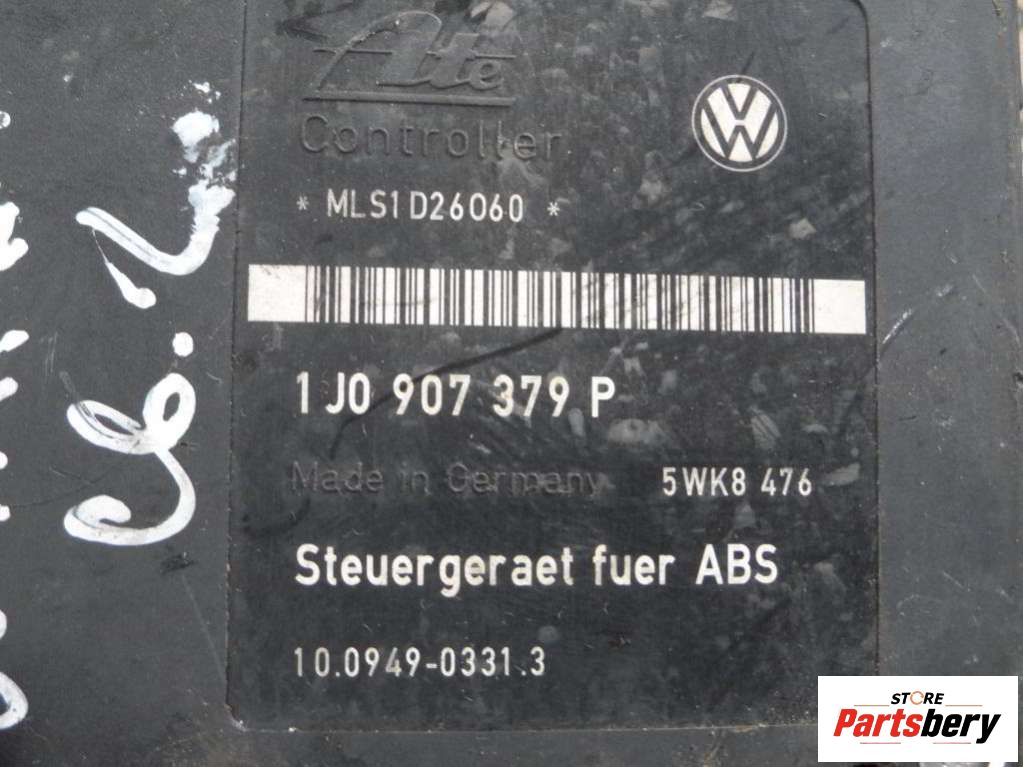 Ate
Controller
* MLS1D26060 *
1J0 907 379 P
Made in Germany 5WK8 476
Steuergeraet fuer ABS
10.0949-0331.3
STORE
Partsbery